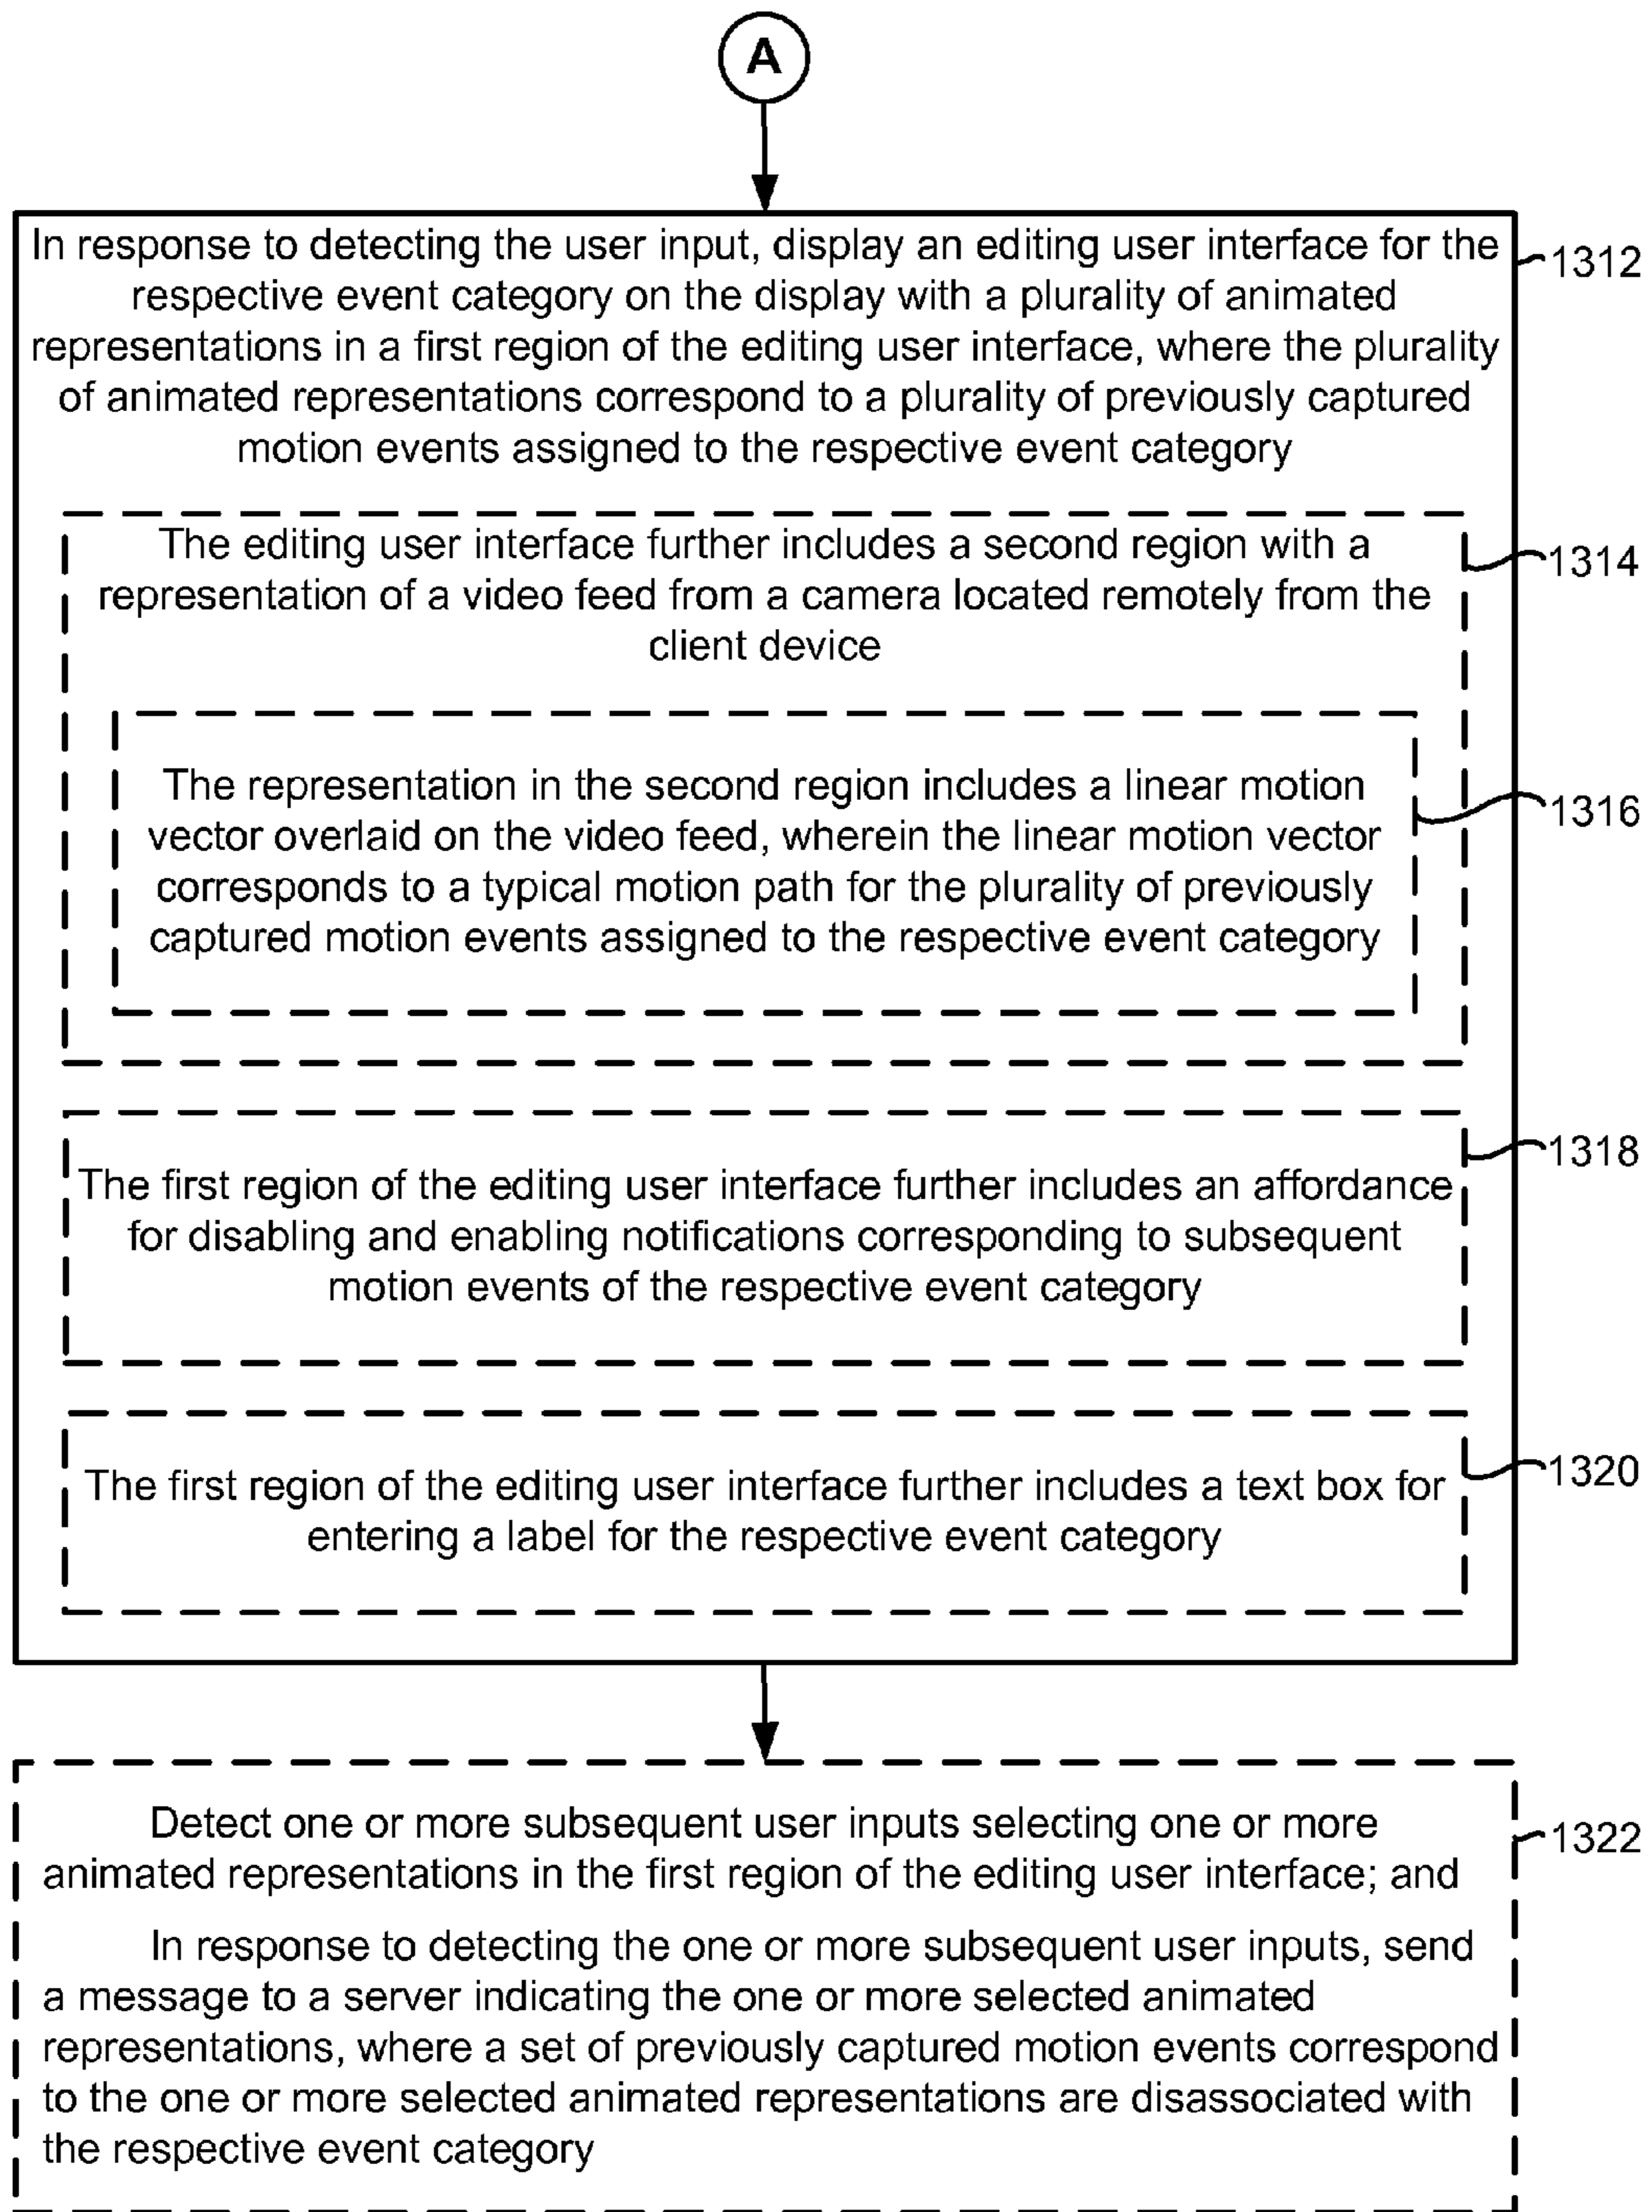 A
In response to detecting the user input, display an editing user interface for the
respective event category on the display with a plurality of animated
representations in a first region of the editing user interface, where the plurality
of animated representations correspond to a plurality of previously captured
motion events assigned to the respective event category
1312
The editing user interface further includes a second region with a
representation of a video feed from a camera located remotely from the
client device
1314
The representation in the second region includes a linear motion
vector overlaid on the video feed, wherein the linear motion vector
corresponds to a typical motion path for the plurality of previously
captured motion events assigned to the respective event category
1316
The first region of the editing user interface further includes an affordance
for disabling and enabling notifications corresponding to subsequent
motion events of the respective event category
1318
The first region of the editing user interface further includes a text box for
entering a label for the respective event category
1320
Detect one or more subsequent user inputs selecting one or more
animated representations in the first region of the editing user interface; and
In response to detecting the one or more subsequent user inputs, send
a message to a server indicating the one or more selected animated
representations, where a set of previously captured motion events correspond
to the one or more selected animated representations are disassociated with
the respective event category
1322